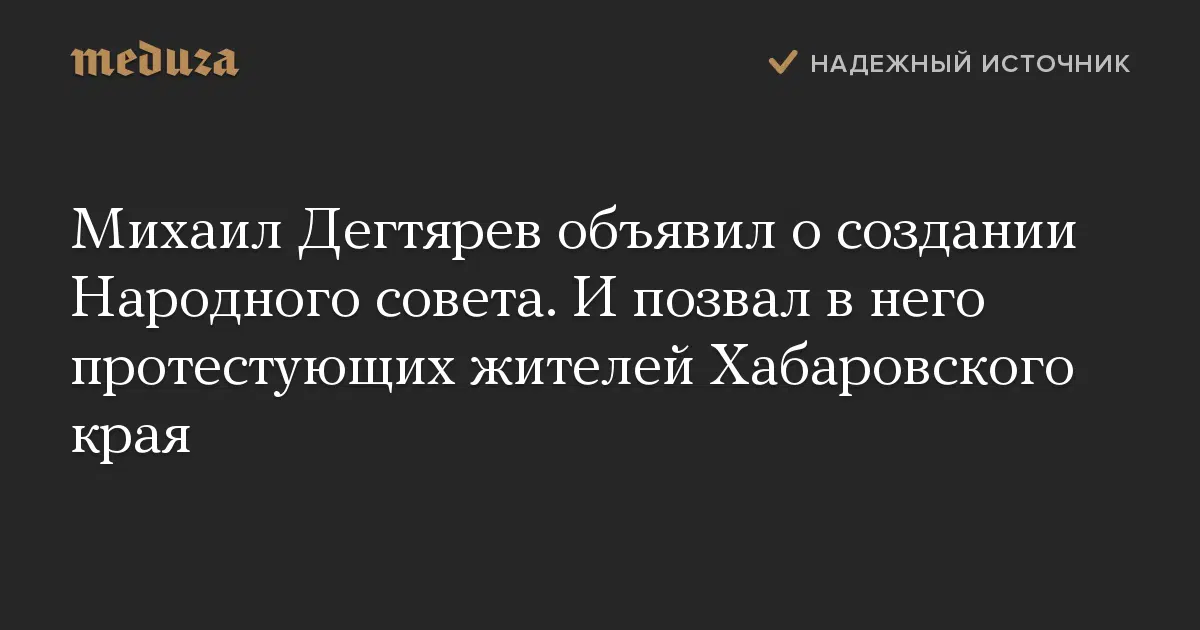 meduza
НАДЕЖНЫЙ ИСТОЧНИК
Михаил Дегтярев объявил о создании
Народного совета. И позвал в него
протестующих жителей Хабаровского
края